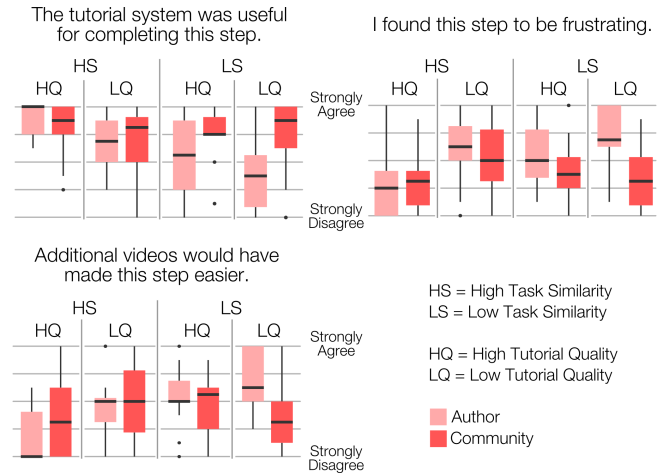 The tutorial system was useful
for completing this step.
HS LS
HQ LQ HQ LQ
Strongly
Agree
Strongly
Disagree
I found this step to be frustrating.
HS LS
HQ LQ HQ LQ
Additional videos would have
made this step easier.
HS LS
HQ LQ HQ LQ
Strongly
Agree
Strongly
Disagree
HS = High Task Similarity
LS = Low Task Similarity
HQ = High Tutorial Quality
LQ = Low Tutorial Quality
Author
Community